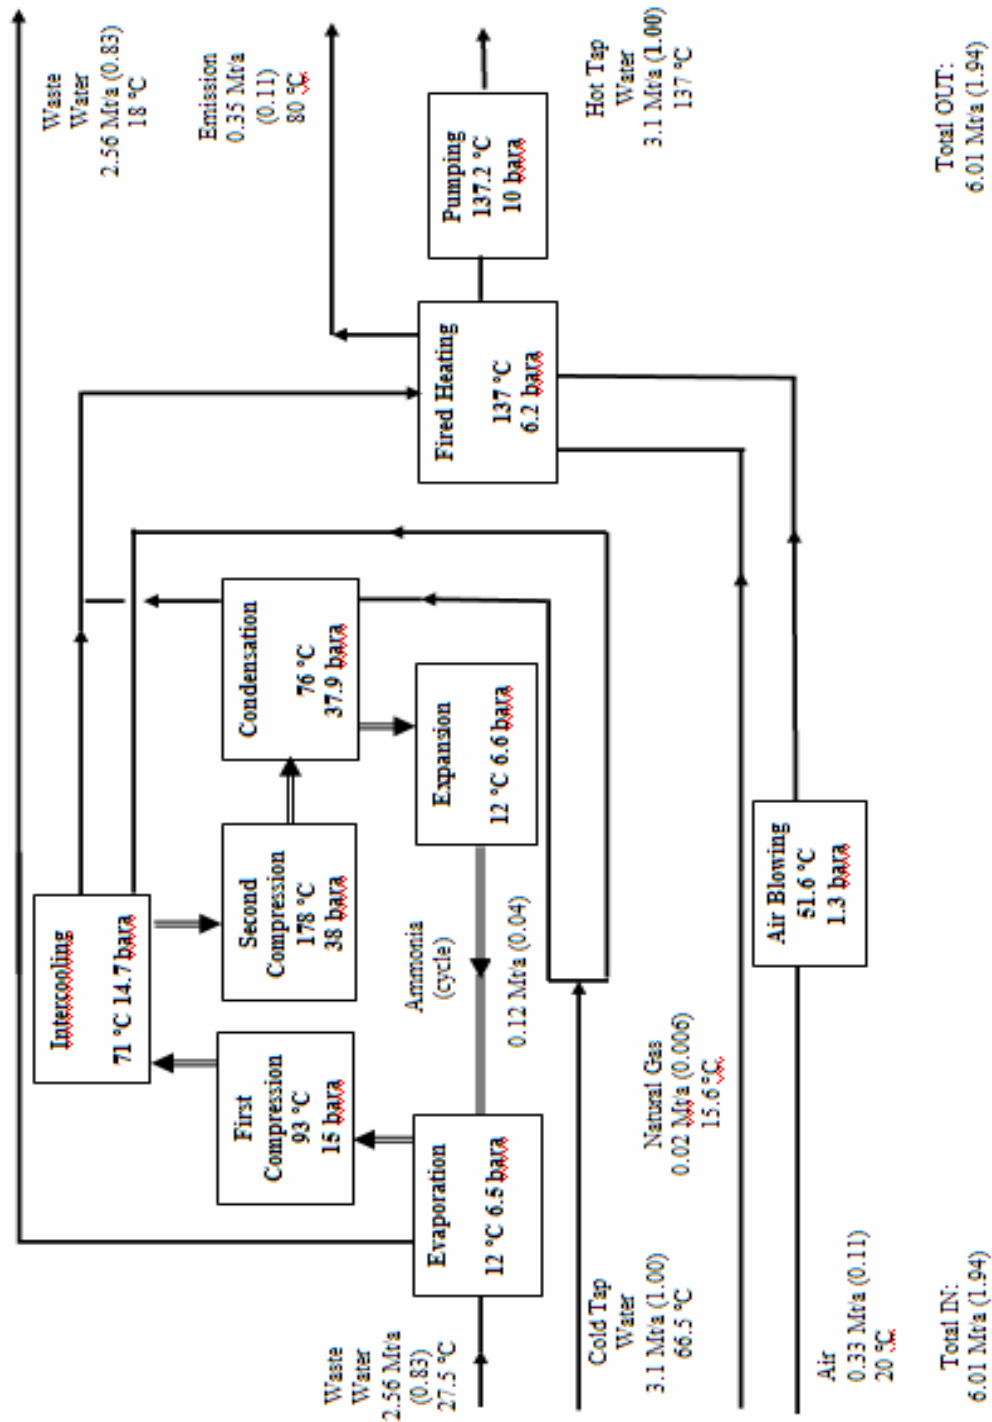 Waste
Water
2.56 Mt/a
(0.83)
27.5 °C
Evaporation
12 °C 6.5 bara
First
Compression
93 °C
15 bara
Intercooling
71 °C 14.7 bara
Second
Compression
178 °C
38 bara
Condensation
76 °C
37.9 bara
Expansion
12 °C 6.6 bara
Ammonia
(cycle)
0.12 Mt/a (0.04)
Waste
Water
2.56 Mt/a (0.83)
18 °C
Emission
0.35 Mt/a
(0.11)
80 °C
Fired Heating
137 °C
6.2 bara
Pumping
137.2 °C
10 bara
Hot Tap
Water
3.1 Mt/a (1.00)
137 °C
Cold Tap
Water
3.1 Mt/a (1.00)
66.5 °C
Natural Gas
0.02 Mt/a (0.006)
15.6 °C
Air Blowing
51.6 °C
1.3 bara
Air
0.33 Mt/a (0.11)
20 °C
Total IN:
6.01 Mt/a (1.94)
Total OUT:
6.01 Mt/a (1.94)